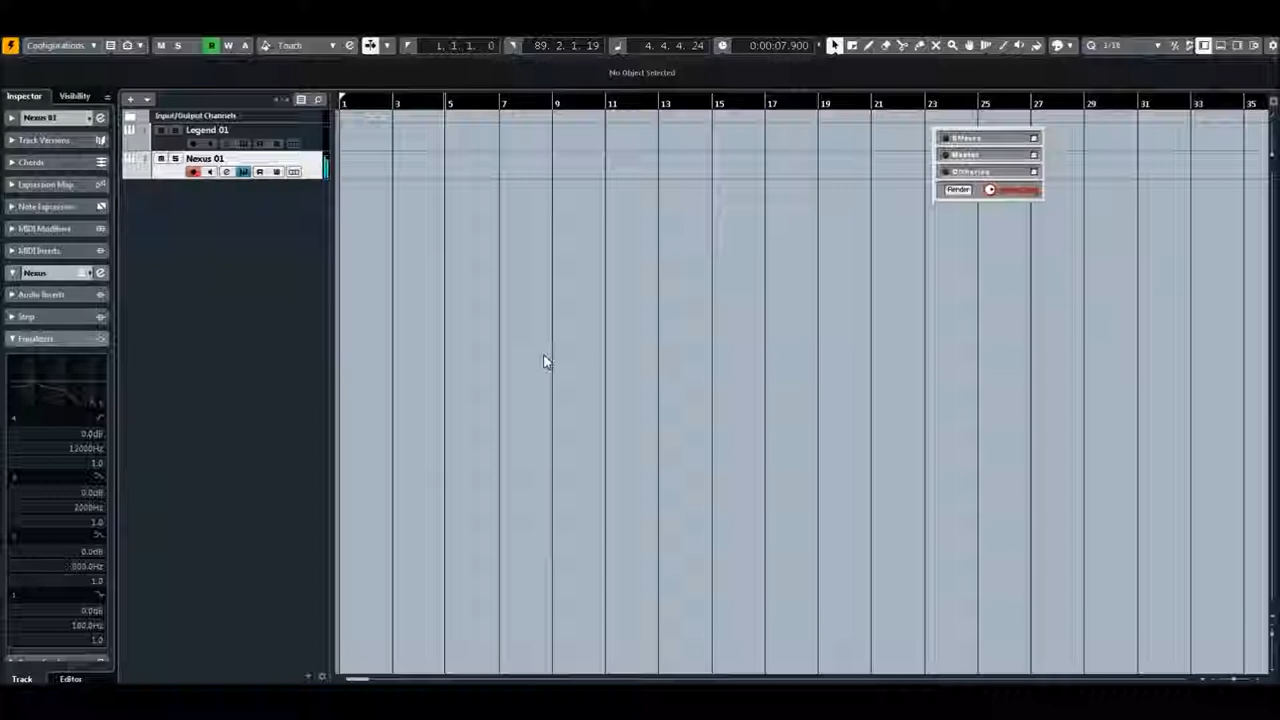 Configurations M S R W A Touch 1. 1. 1. 0 89. 2. 1. 19 4. 4. 4. 24 0:00:07.900 Q 1/16
No Object Selected
Inspector Visibility
1 3 5 7 9 11 13 15 17 19 21 23 25 27 29 31 33 35
Input/Output Channels
Nexus 01
Legend 01
Track Versions
Chords
Nexus 01
Expression Map
Note Expression
MIDI Modifiers
MIDI Inserts
Nexus
Audio Inserts
Strip
Equalizers
Effects
Master
Dithering
Render
0.0dB
12000Hz
1.0
0.0dB
2000Hz
1.0
0.0dB
800.0Hz
1.0
0.0dB
100.0Hz
1.0
Track Editor